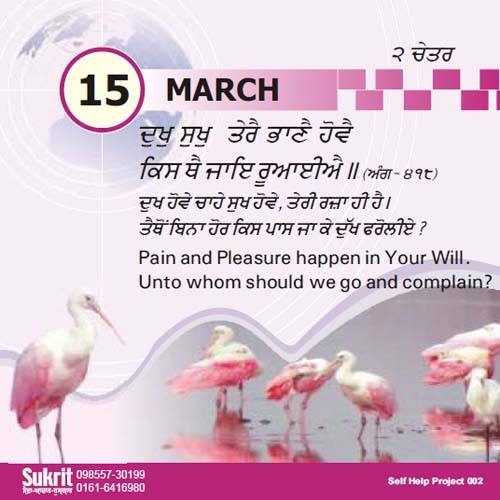 ੨ ਚੇਤਰ
15 MARCH
ਦੁਖੁ ਸੁਖੁ ਤੇਰੈ ਭਾਣੈ ਹੋਵੈ
ਕਿਸ ਥੈ ਜਾਇ ਰੂਆਈਐ ॥ (ਅੰਗ - ੪੧੮)
ਦੁਖ ਹੋਵੇ ਚਾਹੇ ਸੁਖ ਹੋਵੇ, ਤੇਰੀ ਰਜ਼ਾ ਹੀ ਹੈ।
ਤੈਥੋਂ ਬਿਨਾ ਹੋਰ ਕਿਸ ਪਾਸ ਜਾ ਕੇ ਦੁੱਖ ਫਰੋਲੀਏ ?
Pain and Pleasure happen in Your Will.
Unto whom should we go and complain?
Sukrit 098557-30199
0161-6416980
Self Help Project 002